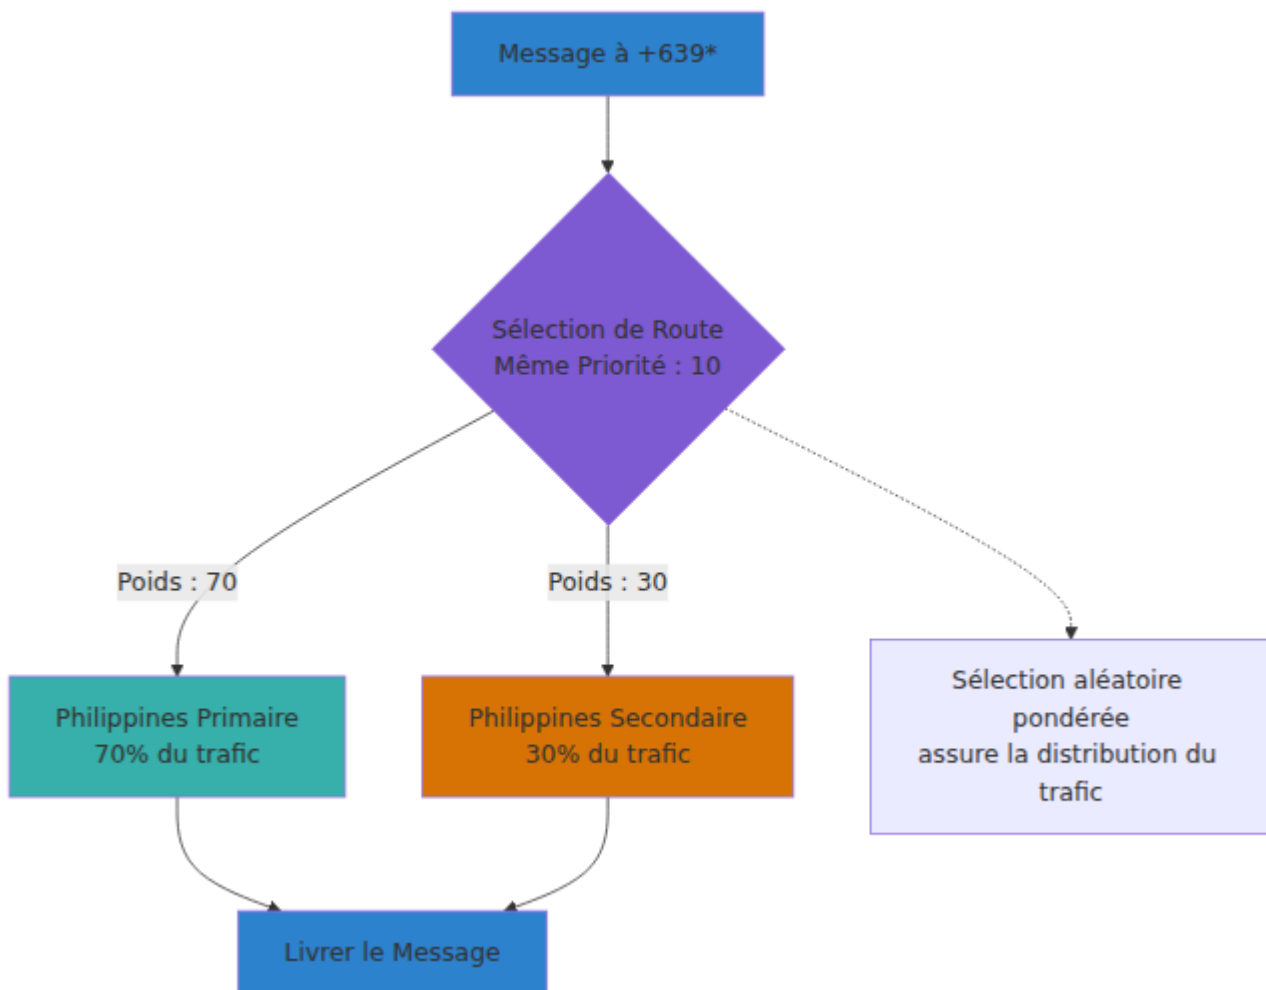 Message à +639*
Sélection de Route
Même Priorité : 10
Poids : 70
Poids : 30
Philippines Primaire
70% du trafic
Philippines Secondaire
30% du trafic
Sélection aléatoire
pondérée
assure la distribution du
trafic
Livrer le Message